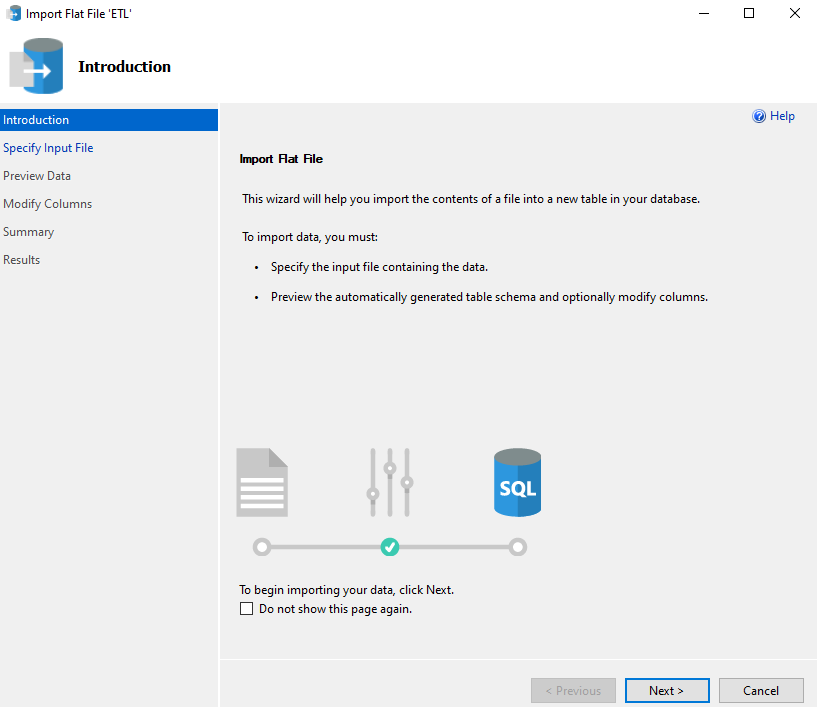 Import Flat File 'ETL'
Introduction
Introduction
Specify Input File
Preview Data
Modify Columns
Summary
Results
Help
Import Flat File
This wizard will help you import the contents of a file into a new table in your database.
To import data, you must:
• Specify the input file containing the data.
• Preview the automatically generated table schema and optionally modify columns.
SQL
To begin importing your data, click Next.
Do not show this page again.
< Previous
Next >
Cancel